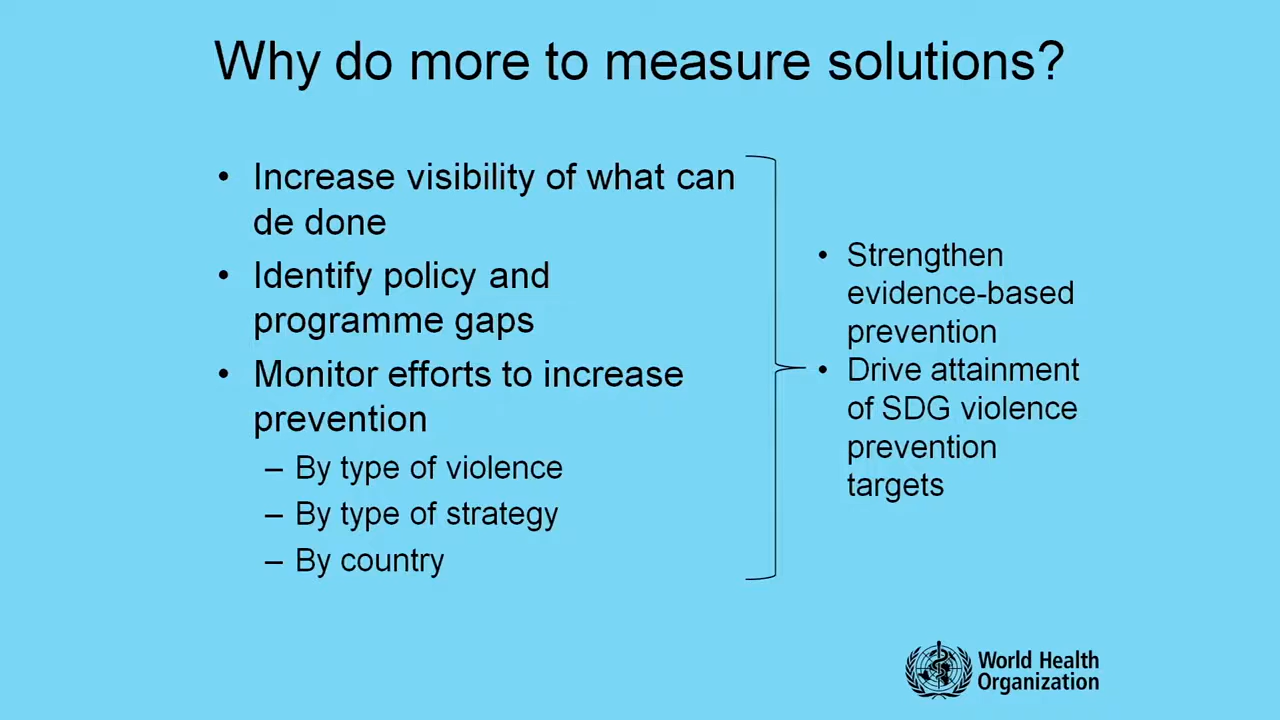 Why do more to measure solutions?
• Increase visibility of what can
de done
• Identify policy and
programme gaps
• Monitor efforts to increase
prevention
– By type of violence
– By type of strategy
– By country
• Strengthen
evidence-based
prevention
• Drive attainment
of SDG violence
prevention
targets
World Health
Organization